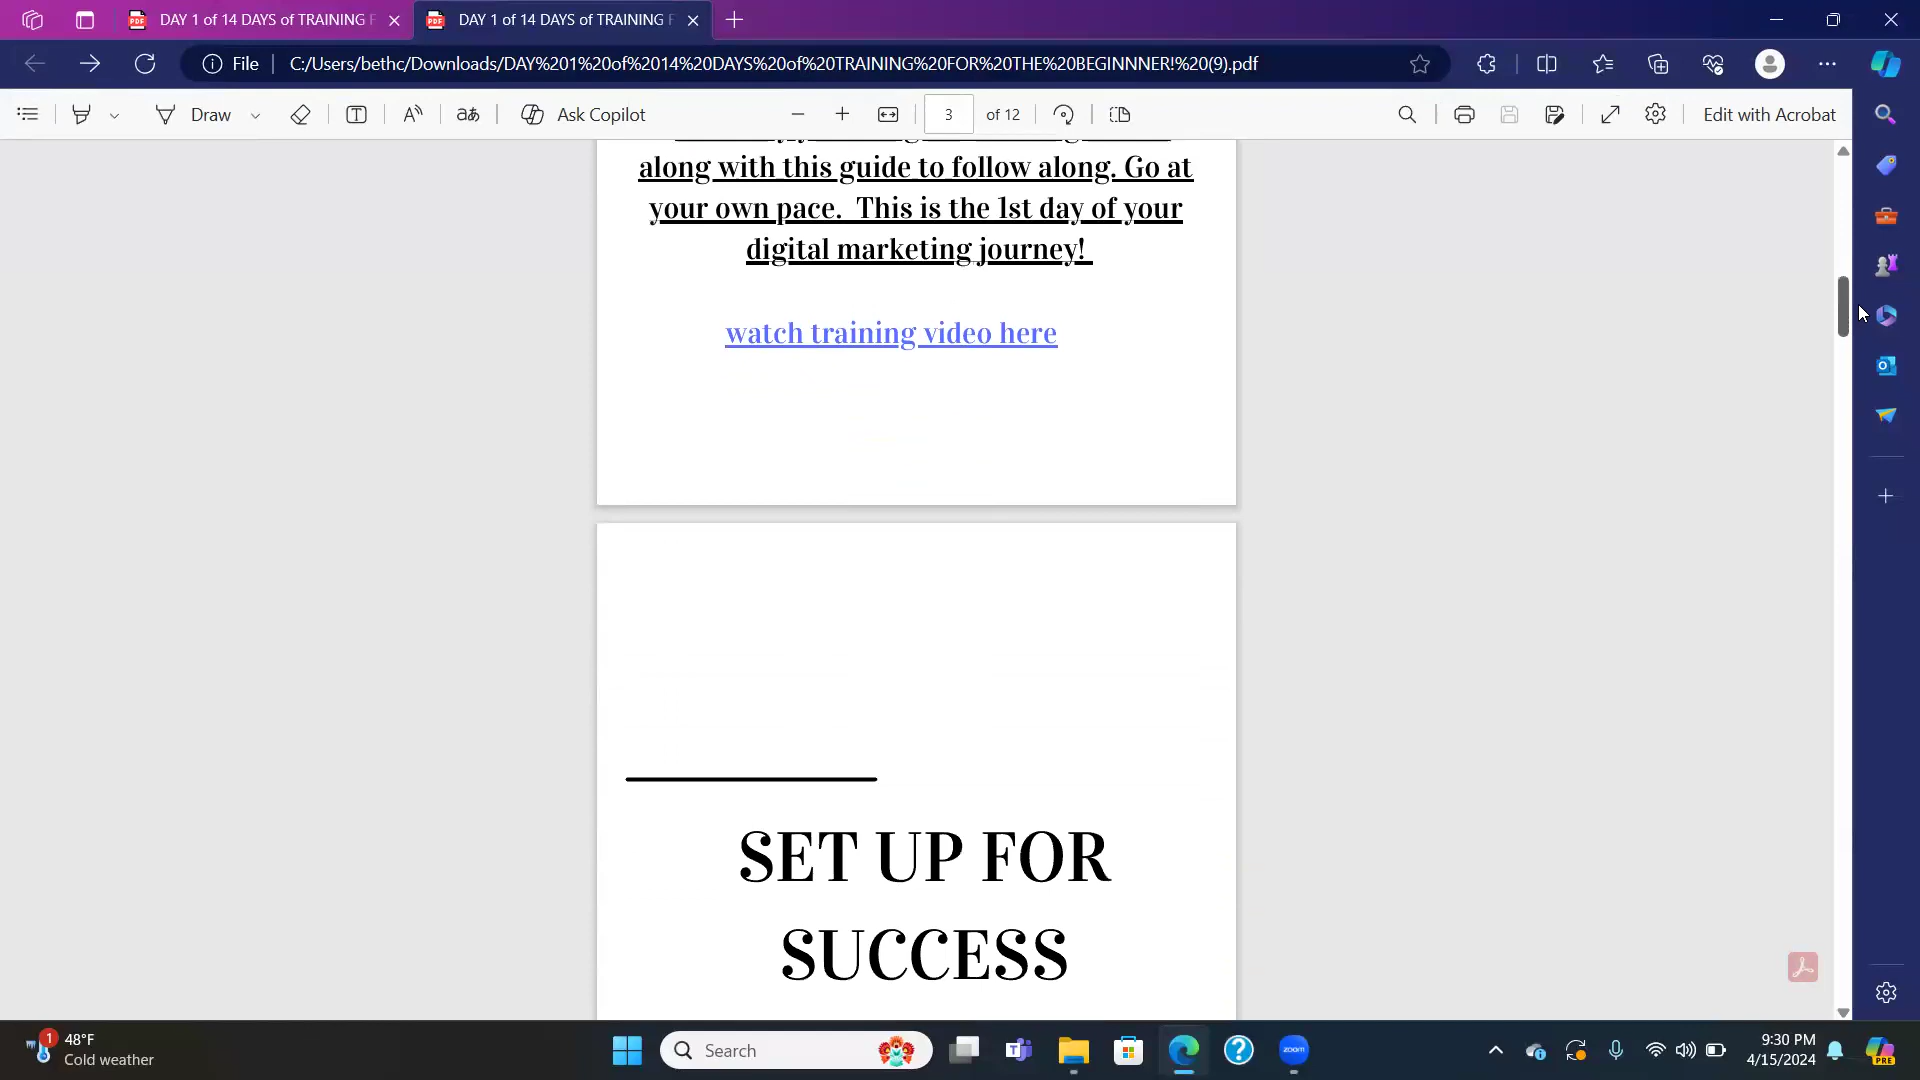 DAY 1 of 14 DAYS of TRAINING F
DAY 1 of 14 DAYS of TRAINING F
File
C:/Users/bethc/Downloads/DAY%201%20of%2014%20DAYS%20of%20TRAINING%20FOR%20THE%20BEGINNNER!%20(9).pdf
Draw
Ask Copilot
3 of 12
Edit with Acrobat
along with this guide to follow along. Go at
your own pace. This is the 1st day of your
digital marketing journey!
watch training video here
SET UP FOR
SUCCESS
1
48°F
Cold weather
Search
zoom
9:30 PM
4/15/2024
PRE